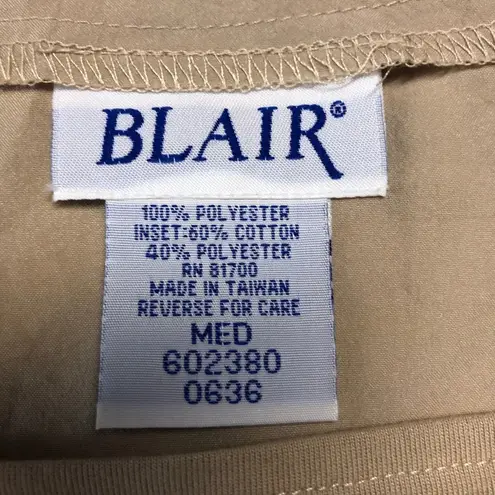 BLAIR®
100% POLYESTER
INSET:60% COTTON
40% POLYESTER
RN 81700
MADE IN TAIWAN
REVERSE FOR CARE
MED
602380
0636